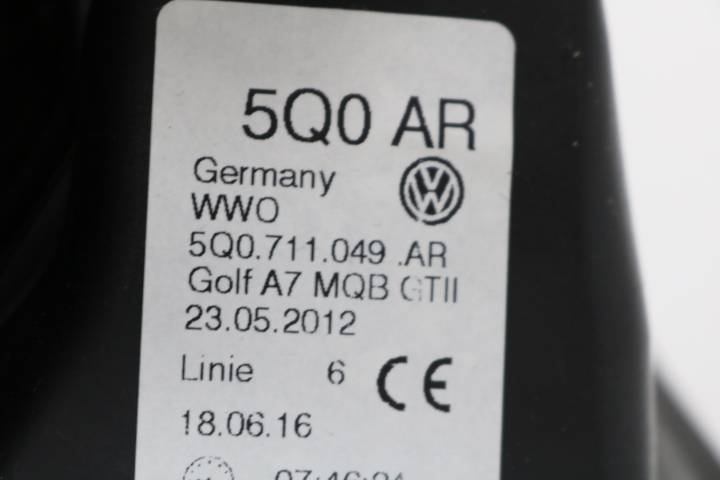 5Q0 AR
Germany
WWO
5Q0.711.049 .AR
Golf A7 MQB GTII
23.05.2012
Linie 6 CE
18.06.16